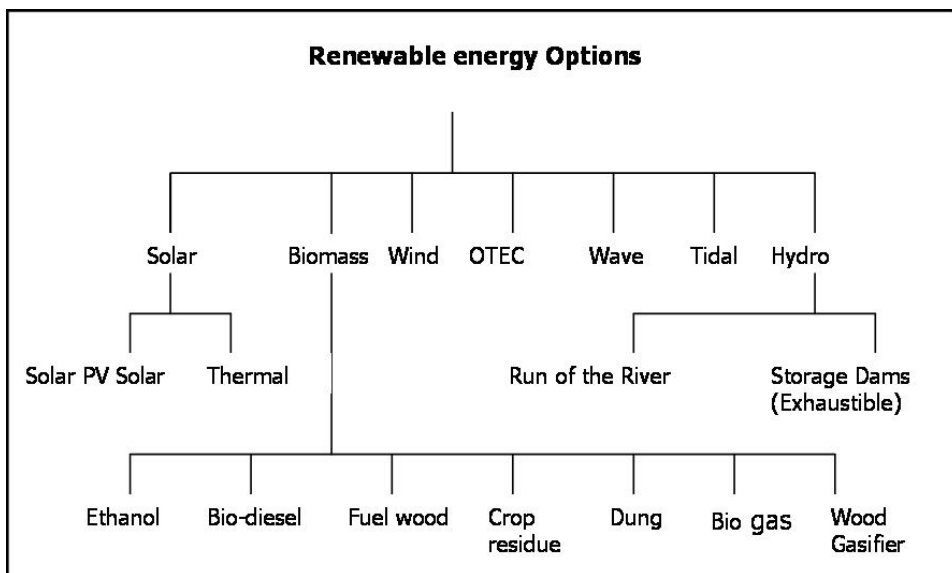 Renewable energy Options
Solar
Biomass
Wind
OTEC
Wave
Tidal
Hydro
Solar PV Solar
Thermal
Run of the River
Storage Dams
(Exhaustible)
Ethanol
Bio-diesel
Fuel wood
Crop
residue
Dung
Bio gas
Wood
Gasifier